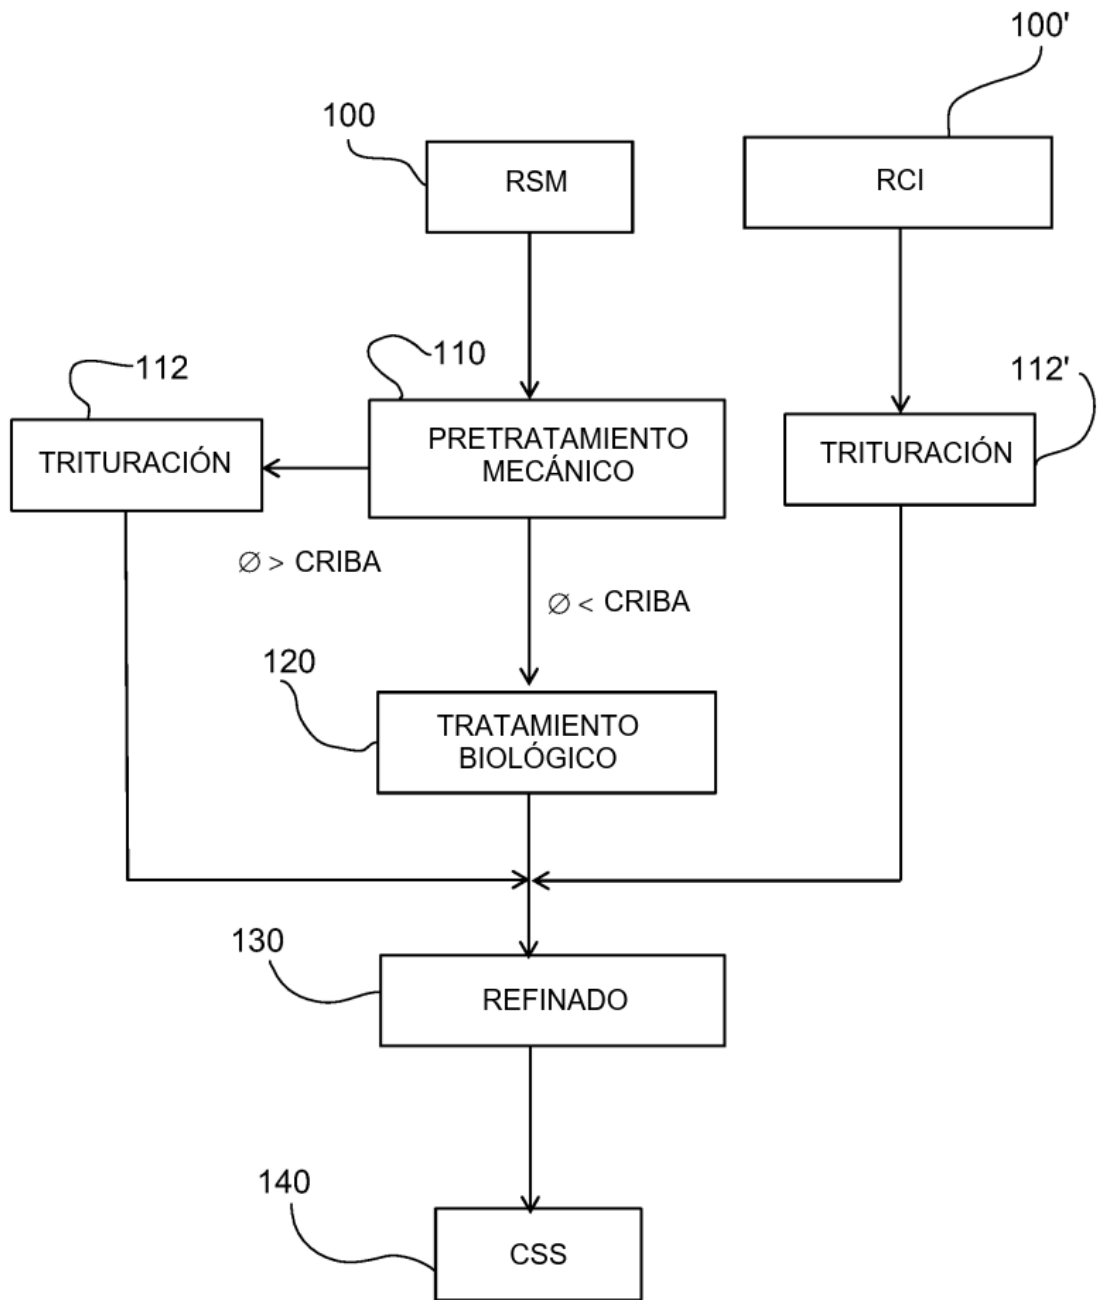 100'
100
RSM
RCI
110
112
112'
PRETRATAMIENTO
MECÁNICO
TRITURACIÓN
TRITURACIÓN
∅ > CRIBA
∅ < CRIBA
120
TRATAMIENTO
BIOLÓGICO
130
REFINADO
140
CSS